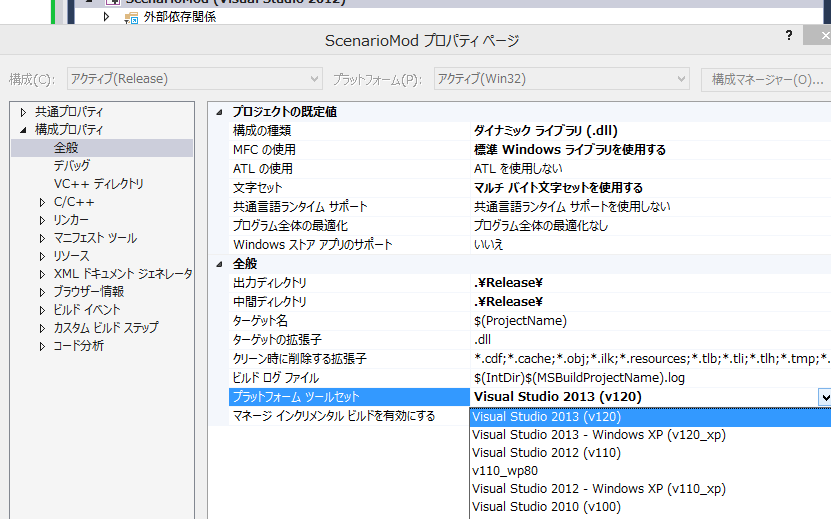 ScenarioMod (Visual Studio 2012)
外部依存関係
ScenarioMod プロパティ ページ
?
構成(C):
アクティブ(Release)
プラットフォーム(P):
アクティブ(Win32)
構成マネージャー(O)...
共通プロパティ
構成プロパティ
全般
デバッグ
VC++ ディレクトリ
C/C++
リンカー
マニフェスト ツール
リソース
XML ドキュメント ジェネレータ
ブラウザー情報
ビルド イベント
カスタム ビルド ステップ
コード分析
プロジェクトの既定値
構成の種類 ダイナミック ライブラリ (.dll)
MFC の使用 標準 Windows ライブラリを使用する
ATL の使用 ATL を使用しない
文字セット マルチ バイト文字セットを使用する
共通言語ランタイム サポート 共通言語ランタイム サポートを使用しない
プログラム全体の最適化 プログラム全体の最適化なし
Windows ストア アプリのサポート いいえ
全般
出力ディレクトリ .¥Release¥
中間ディレクトリ .¥Release¥
ターゲット名 $(ProjectName)
ターゲットの拡張子 .dll
クリーン時に削除する拡張子 *.cdf;*.cache;*.obj;*.ilk;*.resources;*.tlb;*.tli;*.tlh;*.tmp;*.
ビルド ログ ファイル $(IntDir)$(MSBuildProjectName).log
プラットフォーム ツールセット Visual Studio 2013 (v120)
マネージ インクリメンタル ビルドを有効にする
Visual Studio 2013 (v120)
Visual Studio 2013 - Windows XP (v120_xp)
Visual Studio 2012 (v110)
v110_wp80
Visual Studio 2012 - Windows XP (v110_xp)
Visual Studio 2010 (v100)